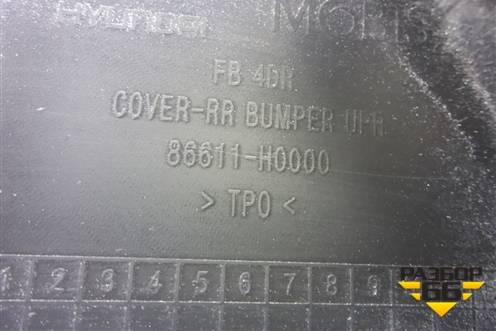 HYUNDAI MOBIS
FB 4DR
COVER-RR BUMPER UPR
86611-H0000
> TPO <
1 2 3 4 5 6 7 8 9
РАЗБОР
66